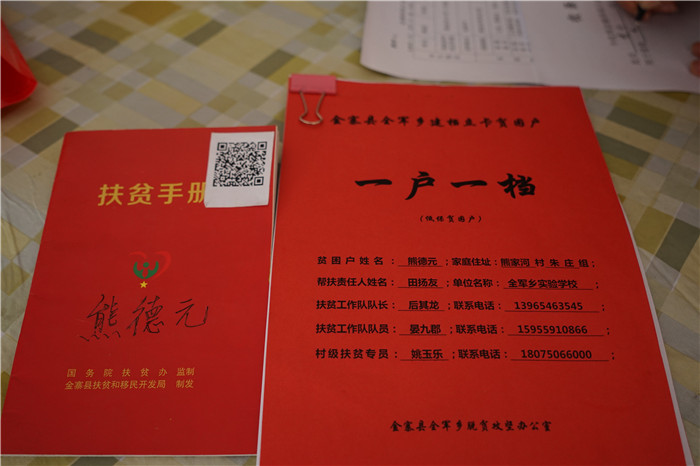 扶贫手册
熊德元
国务院扶贫办 监制
金寨县扶贫和移民开发局 制发
金寨县全军乡建档立卡贫困户
一户一档
(低保贫困户)
贫困户姓名:熊德元;家庭住址:熊家河村朱庄组;
帮扶责任人姓名:田扬友;单位名称:全军乡实验学校;
扶贫工作队队长:后其龙;联系电话:13965463545;
扶贫工作队队员:晏九郡;联系电话:15955910866;
村级扶贫专员:姚玉乐;联系电话:18075066000;
金寨县全军乡脱贫攻坚办公室